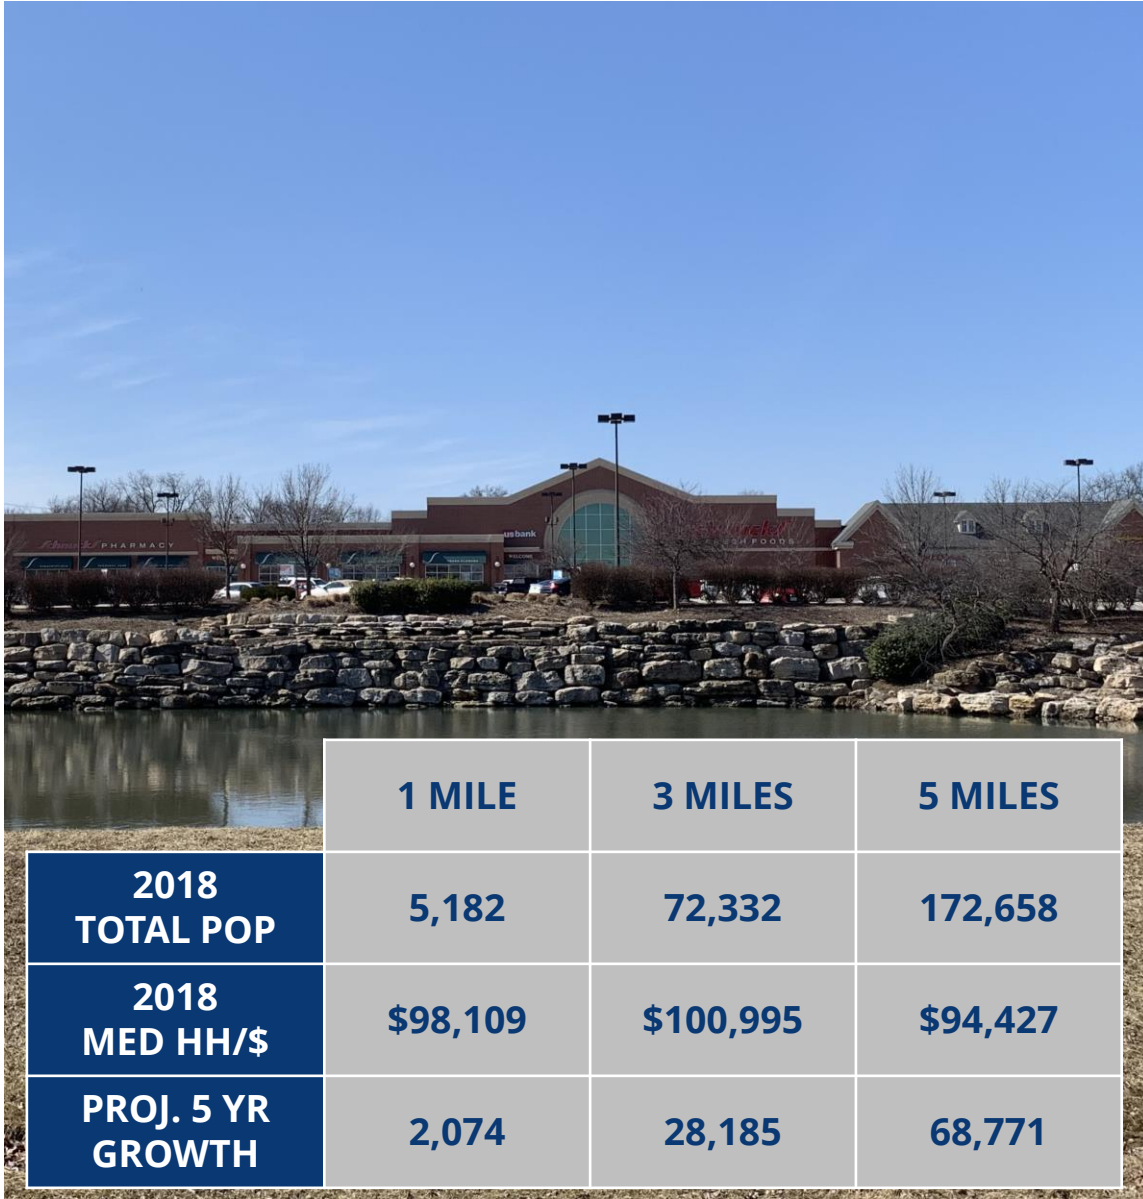 Schnucks PHARMACY
usbank
WELCOME
1 MILE
3 MILES
5 MILES
2018
TOTAL POP
5,182
72,332
172,658
2018
MED HH/$
$98,109
$100,995
$94,427
PROJ. 5 YR
GROWTH
2,074
28,185
68,771